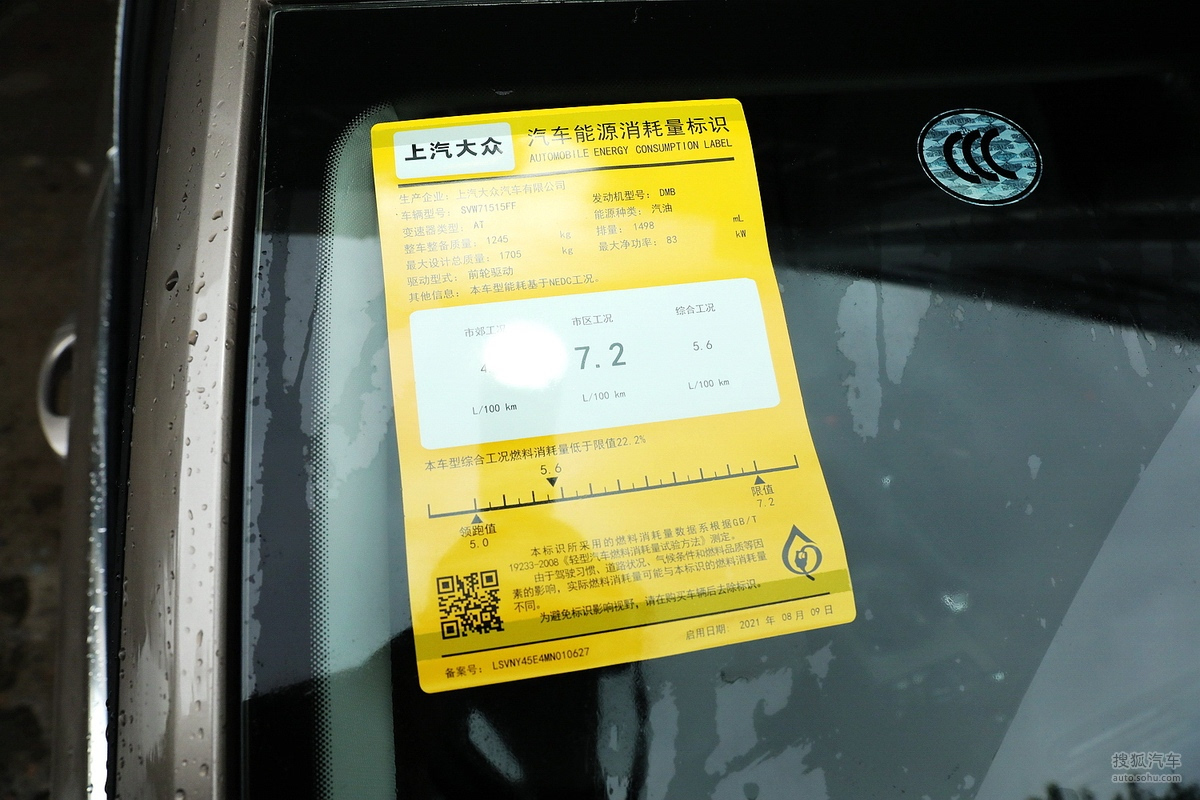 上汽大众
汽车能源消耗量标识
AUTOMOBILE ENERGY CONSUMPTION LABEL
生产企业: 上汽大众汽车有限公司
车辆型号: SVW71515FF
发动机型号: DMB
变速器类型: AT
能源种类: 汽油
整车整备质量: 1245 kg
排量: 1498 mL
最大设计总质量: 1705 kg
最大净功率: 83 kW
驱动型式: 前轮驱动
其他信息: 本车型能耗基于NEDC工况。
市郊工况 市区工况 综合工况
7.2 5.6
L/100 km L/100 km L/100 km
本车型综合工况燃料消耗量低于限值22.2%
5.6
领跑值 限值
5.0 7.2
本标识所采用的燃料消耗量数据系根据GB/T
19233-2008《轻型汽车燃料消耗量试验方法》测定。
由于驾驶习惯、道路状况、气候条件和燃料品质等因
素的影响，实际燃料消耗量可能与本标识的燃料消耗量
不同。
为避免标识影响视野，请在购买车辆后去除标识。
备案号: LSVNY45E4MN010627
启用日期: 2021 年 08 月 09 日
CCC
搜狐汽车
auto.sohu.com